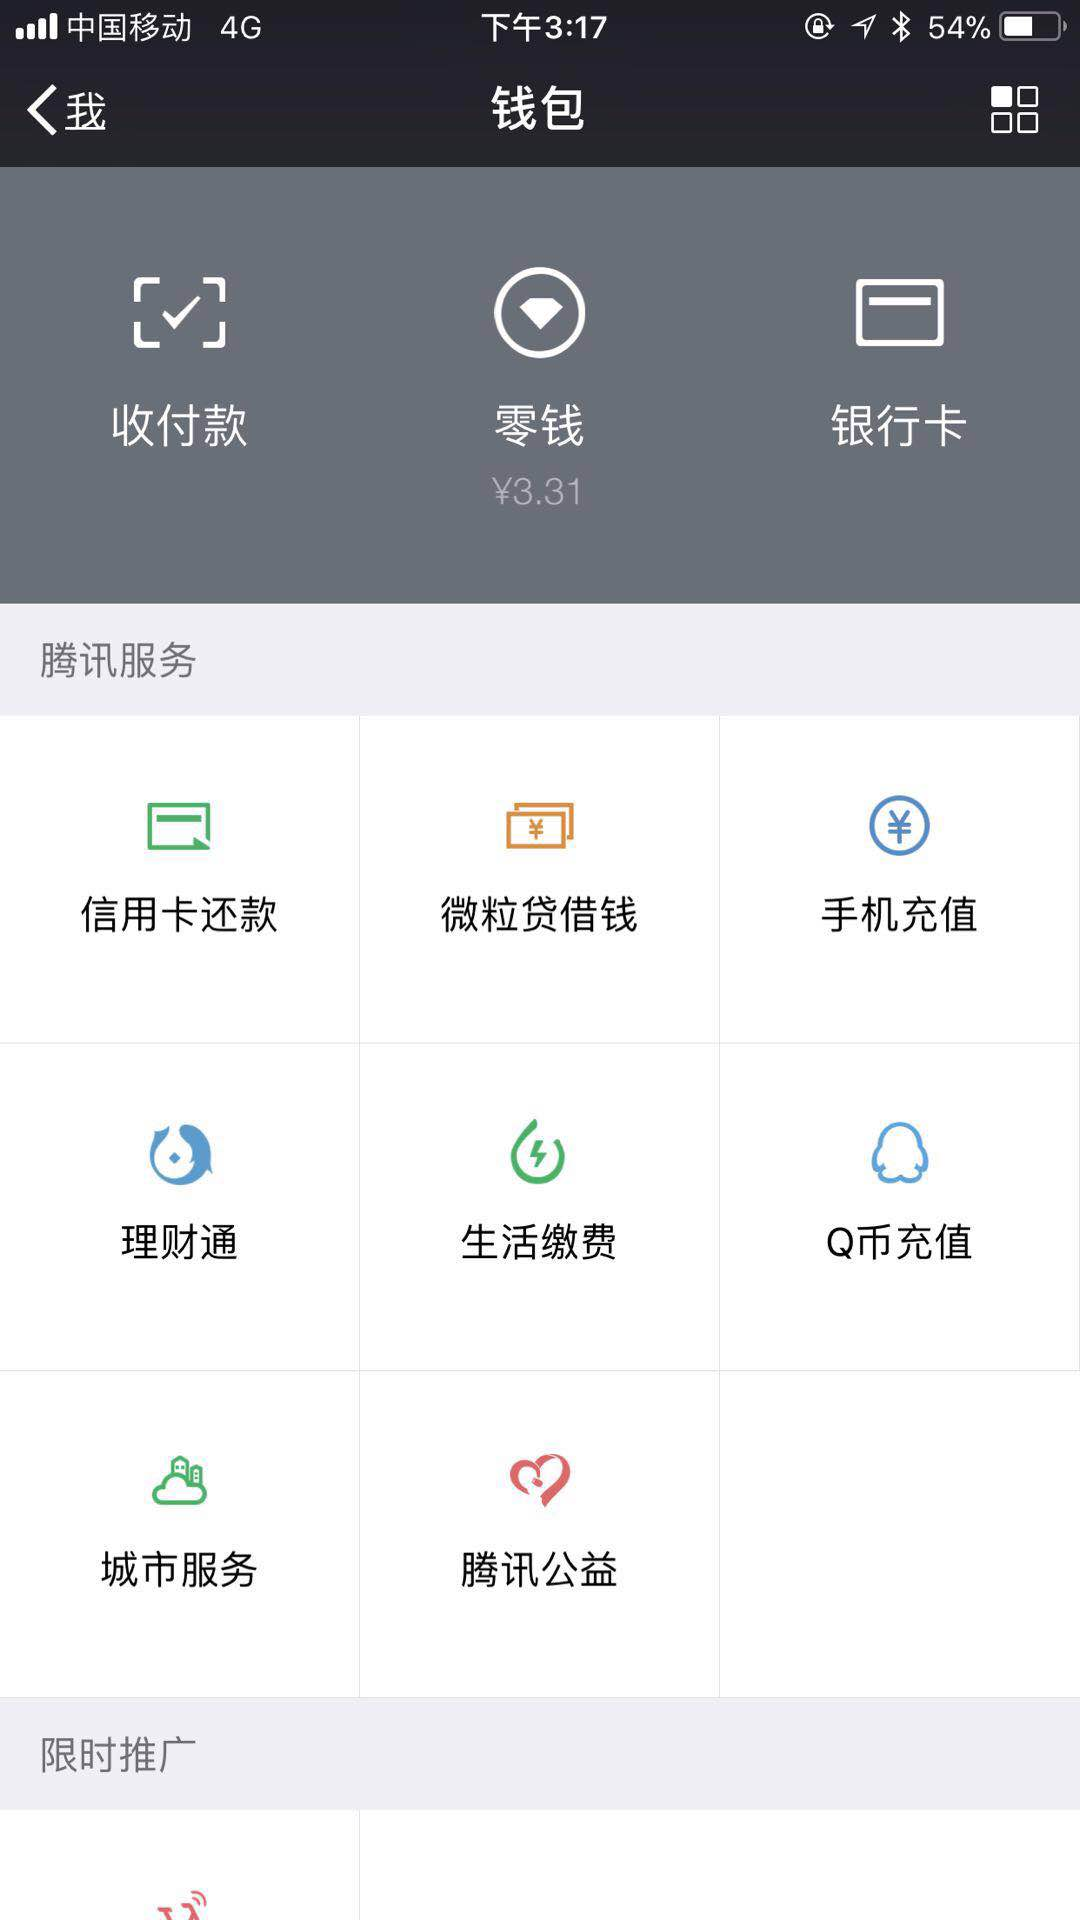 中国移动 4G 下午3:17 54%
我 钱包
收付款 零钱 银行卡
¥3.31
腾讯服务
信用卡还款 微粒贷借钱 手机充值
理财通 生活缴费 Q币充值
城市服务 腾讯公益
限时推广